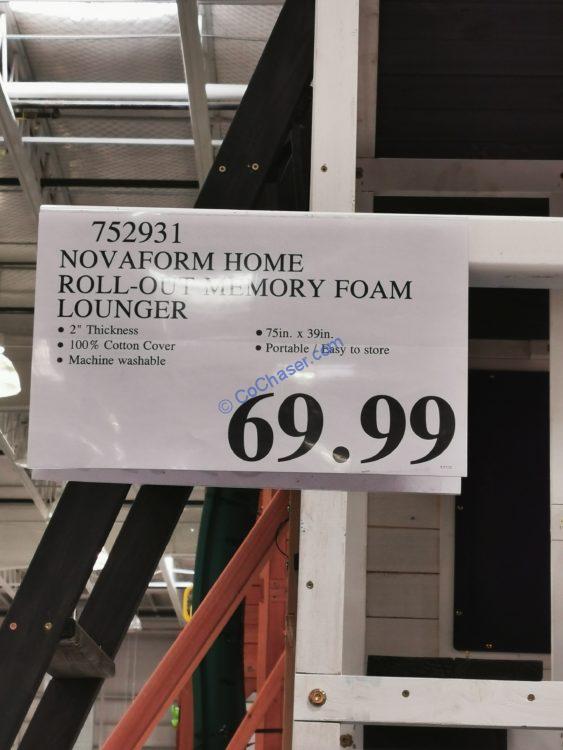 752931
NOVAFORM HOME
ROLL-OUT MEMORY FOAM
LOUNGER
• 2" Thickness
• 100% Cotton Cover
• Machine washable
• 75in. x 39in.
• Portable / Easy to store
© CoChaser.com
69.99